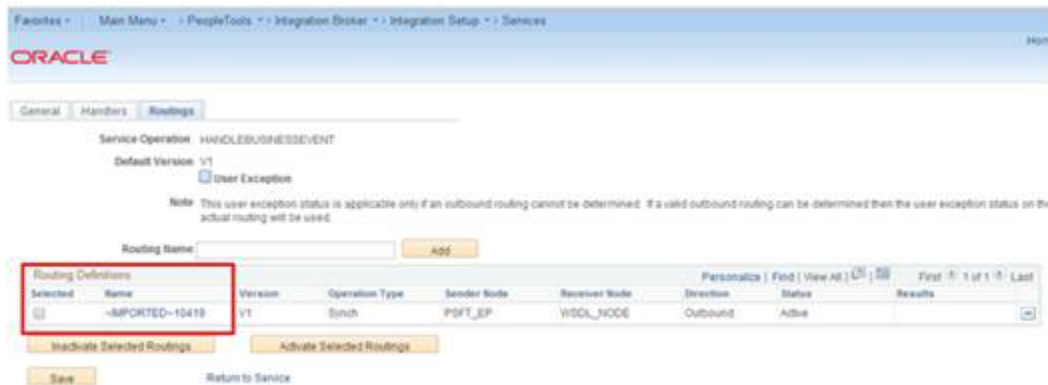 Favorites Main Menu > PeopleTools > Integration Broker > Integration Setup > Services
Home
ORACLE
General Handlers Routings
Service Operation HANDLEBUSINESSEVENT
Default Version V1
User Exception
Note This user exception status is applicable only if an outbound routing cannot be determined. If a valid outbound routing can be determined then the user exception status on the
actual routing will be used.
Routing Name Add
Routing Definitions Personalize | Find | View All | First 1 of 1 Last
Selected Name Version Operation Type Sender Node Receiver Node Direction Status Results
~IMPORTED~10419 V1 Synch PSFT_EP WSDL_NODE Outbound Active
Inactivate Selected Routings Activate Selected Routings
Save Return to Service